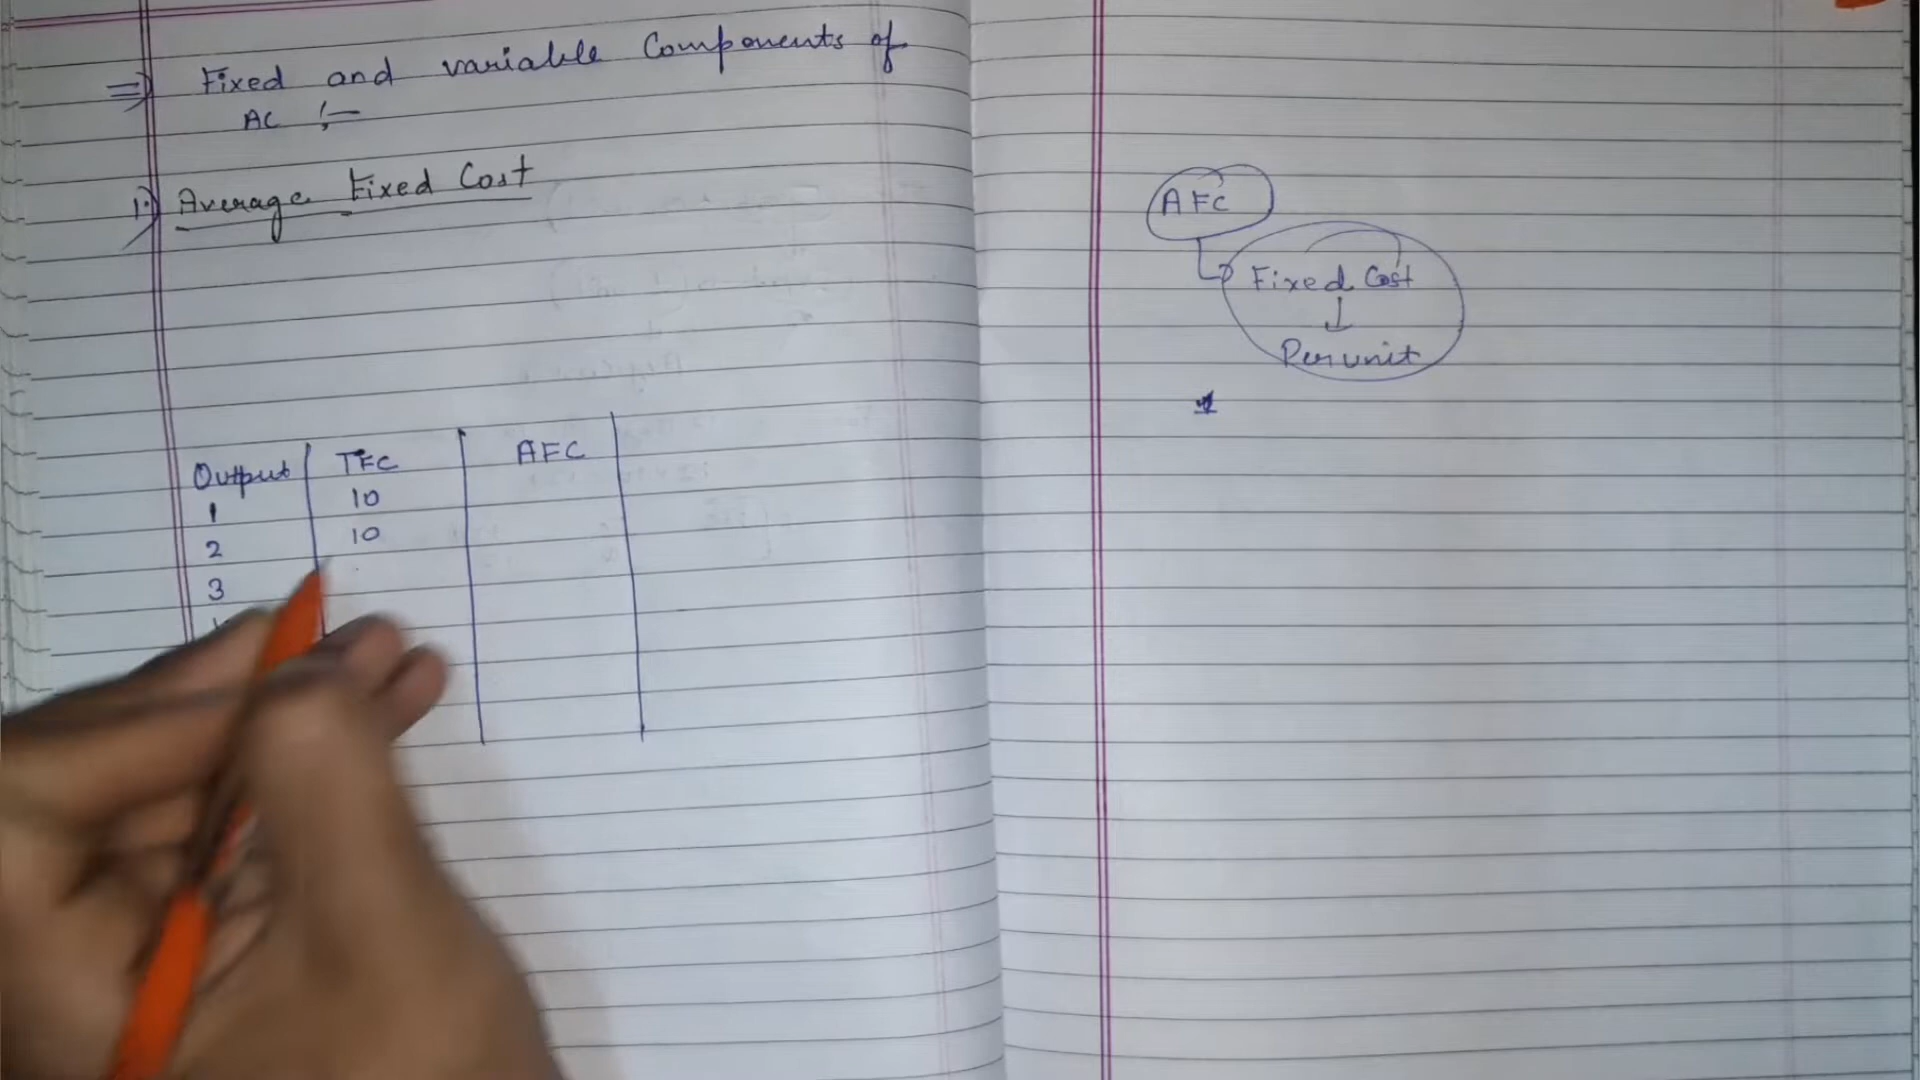 => Fixed and variable Components of
AC :-
1.) Average Fixed Cost
Output TFC AFC
1 10
2 10
3
AFC
Fixed Cost
↓
Per unit